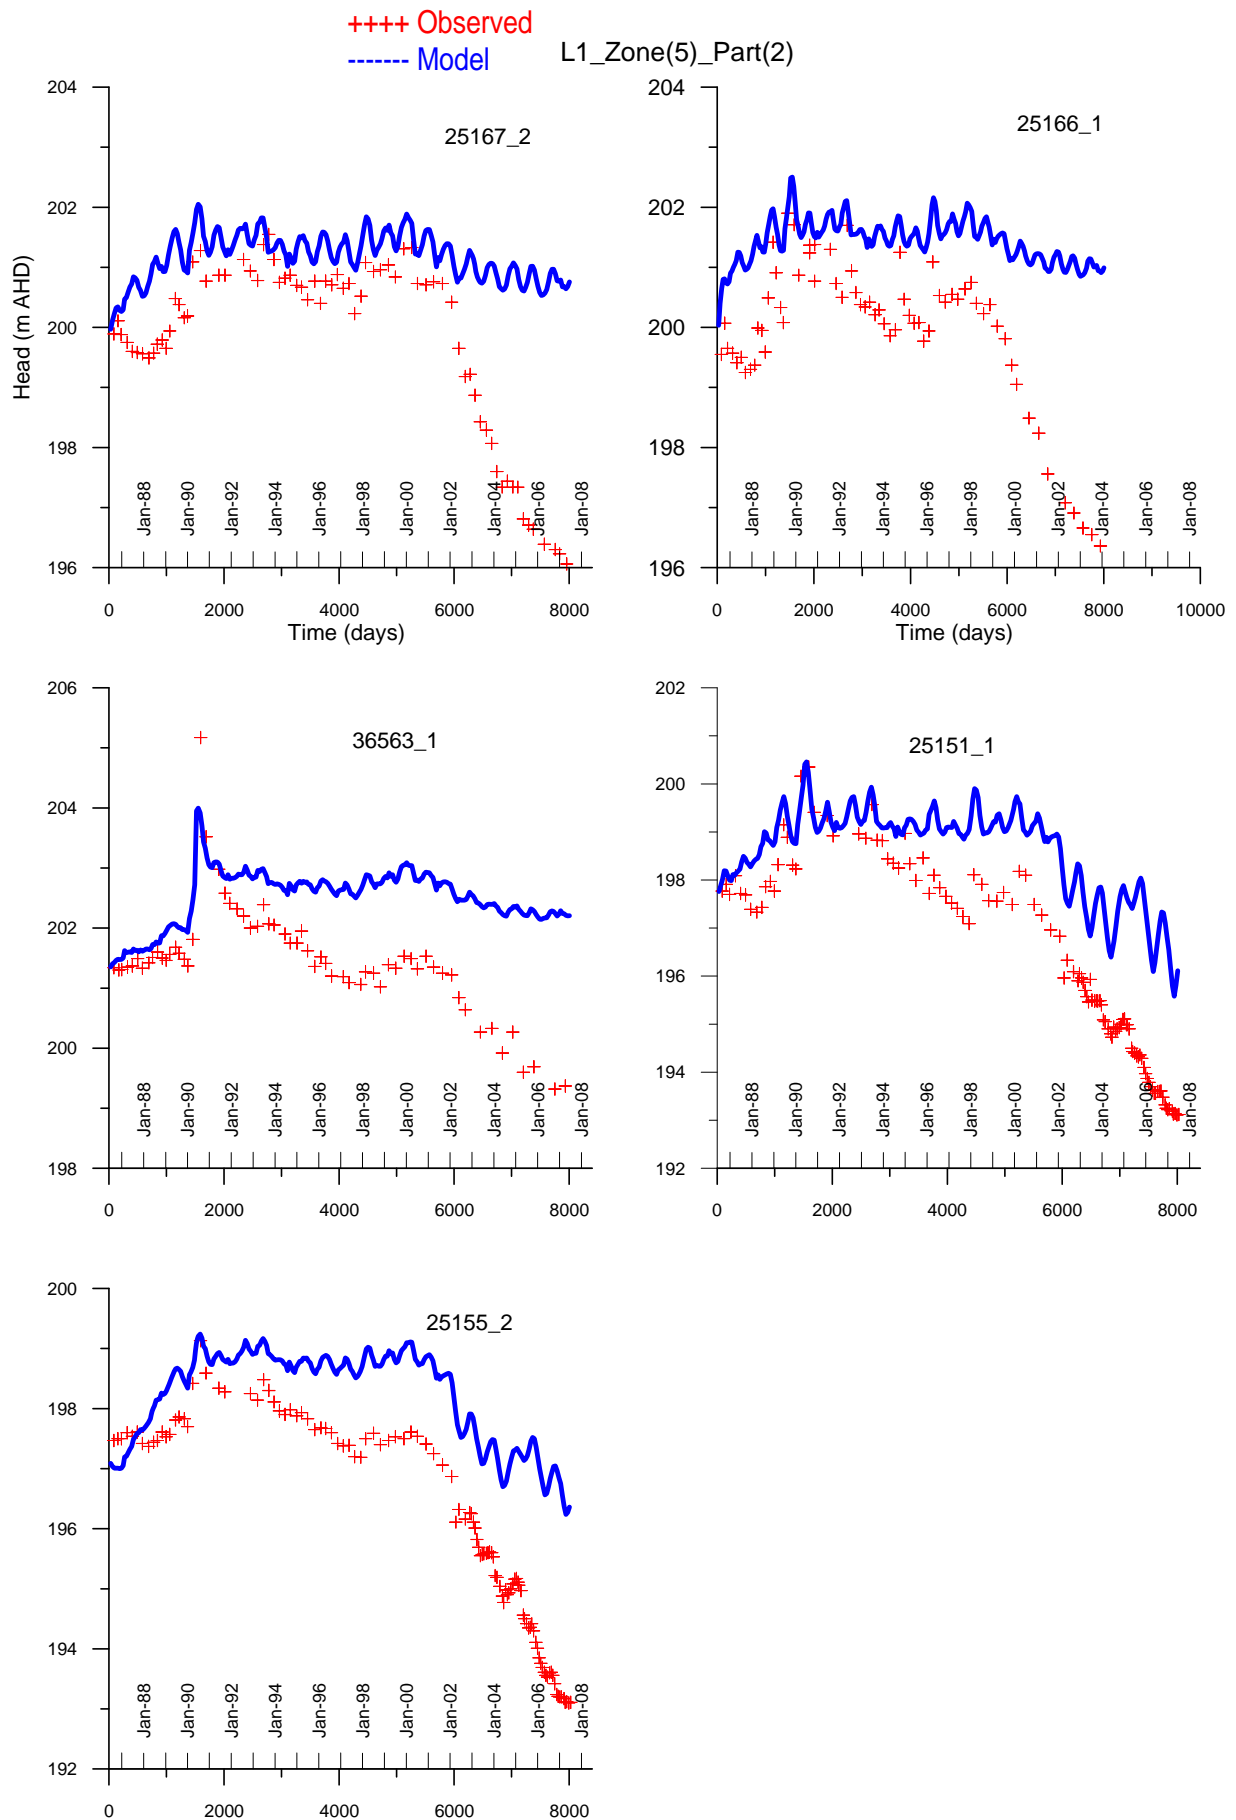 ++++ Observed
------- Model
L1_Zone(5)_Part(2)
204
202
200
198
196
Head (m AHD)
25167_2
Jan-88
Jan-90
Jan-92
Jan-94
Jan-96
Jan-98
Jan-00
Jan-02
Jan-04
Jan-06
Jan-08
0
2000
4000
6000
8000
Time (days)
204
202
200
198
196
25166_1
Jan-88
Jan-90
Jan-92
Jan-94
Jan-96
Jan-98
Jan-00
Jan-02
Jan-04
Jan-06
Jan-08
0
2000
4000
6000
8000
10000
Time (days)
206
204
202
200
198
36563_1
Jan-88
Jan-90
Jan-92
Jan-94
Jan-96
Jan-98
Jan-00
Jan-02
Jan-04
Jan-06
Jan-08
0
2000
4000
6000
8000
202
200
198
196
194
192
25151_1
Jan-88
Jan-90
Jan-92
Jan-94
Jan-96
Jan-98
Jan-00
Jan-02
Jan-04
Jan-06
Jan-08
0
2000
4000
6000
8000
200
198
196
194
192
25155_2
Jan-88
Jan-90
Jan-92
Jan-94
Jan-96
Jan-98
Jan-00
Jan-02
Jan-04
Jan-06
Jan-08
0
2000
4000
6000
8000